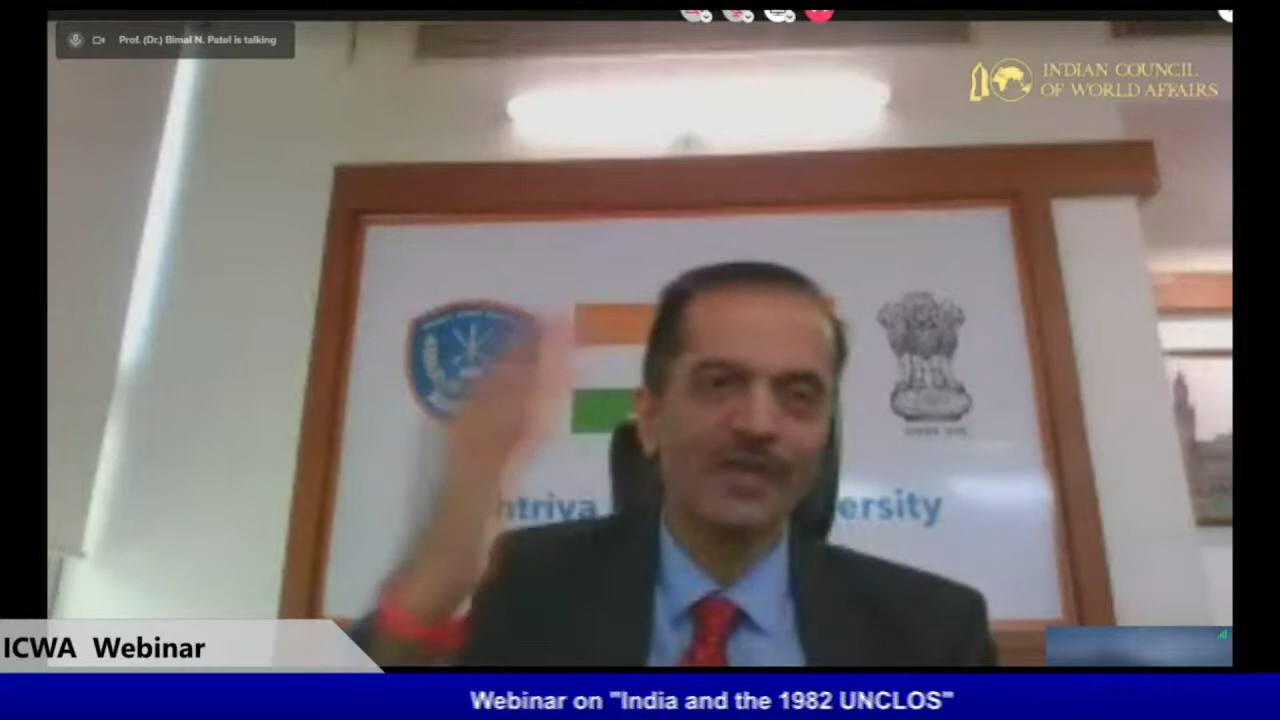 Prof. (Dr.) Bimal N. Patel is talking
INDIAN COUNCIL
OF WORLD AFFAIRS
htriya ersity
ICWA Webinar
Webinar on "India and the 1982 UNCLOS"